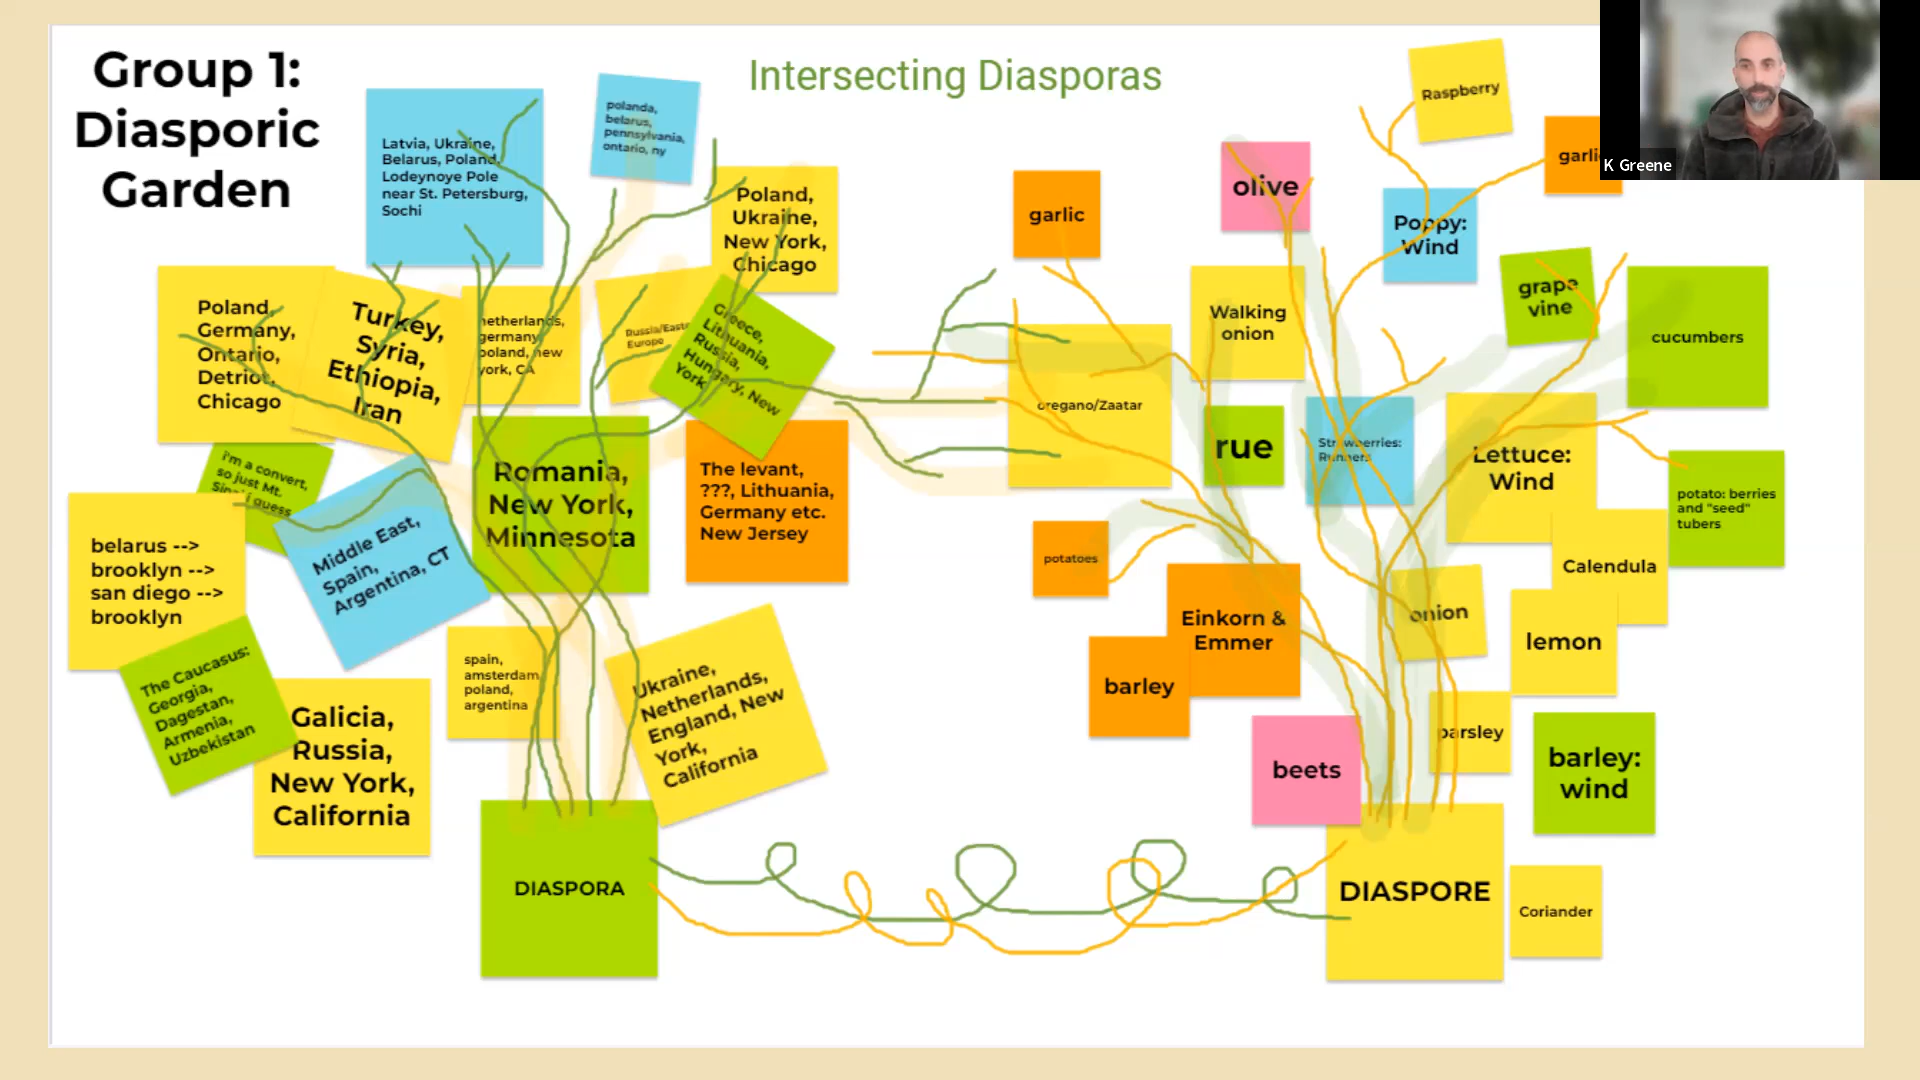 Group 1:
Diasporic
Garden
Intersecting Diasporas
K Greene
Latvia, Ukraine,
Belarus, Poland,
Lodeynoye Pole
near St. Petersburg,
Sochi
polanda,
belarus,
pennsylvania,
ontario, ny
Poland,
Ukraine,
New York,
Chicago
Poland,
Germany,
Ontario,
Detriot,
Chicago
Turkey,
Syria,
Ethiopia,
Iran
netherlands,
germany
poland, new
york, CA
Russia/East
Europe
Greece,
Lithuania,
Russia,
Hungary, New
York
i'm a convert,
so just Mt.
Sinai i guess
Romania,
New York,
Minnesota
The levant,
???, Lithuania,
Germany etc.
New Jersey
belarus -->
brooklyn -->
san diego -->
brooklyn
Middle East,
Spain,
Argentina, CT
The Caucasus:
Georgia,
Dagestan,
Armenia,
Uzbekistan
Galicia,
Russia,
New York,
California
spain,
amsterdam,
poland,
argentina
Ukraine,
Netherlands,
England, New
York,
California
DIASPORA
Raspberry
garlic
olive
garlic
Poppy:
Wind
grape
vine
cucumbers
Walking
onion
oregano/Zaatar
rue
Strawberries:
Runners
Lettuce:
Wind
potato: berries
and "seed"
tubers
potatoes
Calendula
Einkorn &
Emmer
onion
lemon
barley
parsley
beets
barley:
wind
DIASPORE
Coriander